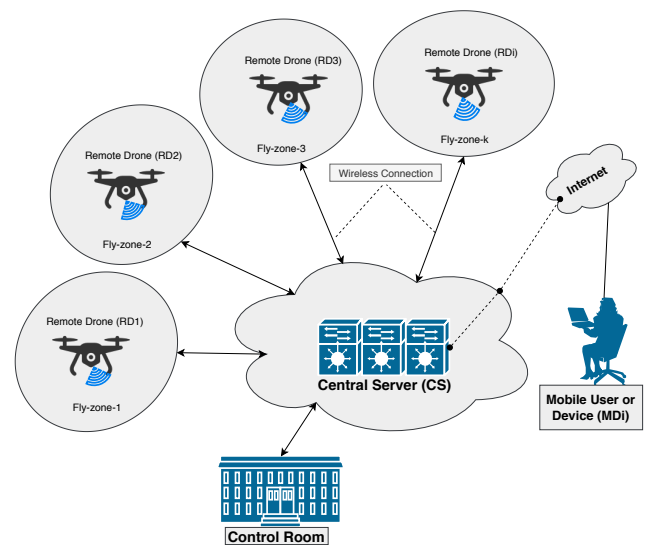 Remote Drone (RD3)
Fly-zone-3
Remote Drone (RDi)
Fly-zone-k
Remote Drone (RD2)
Fly-zone-2
Wireless Connection
Internet
Remote Drone (RD1)
Fly-zone-1
Central Server (CS)
Mobile User or
Device (MDi)
Control Room